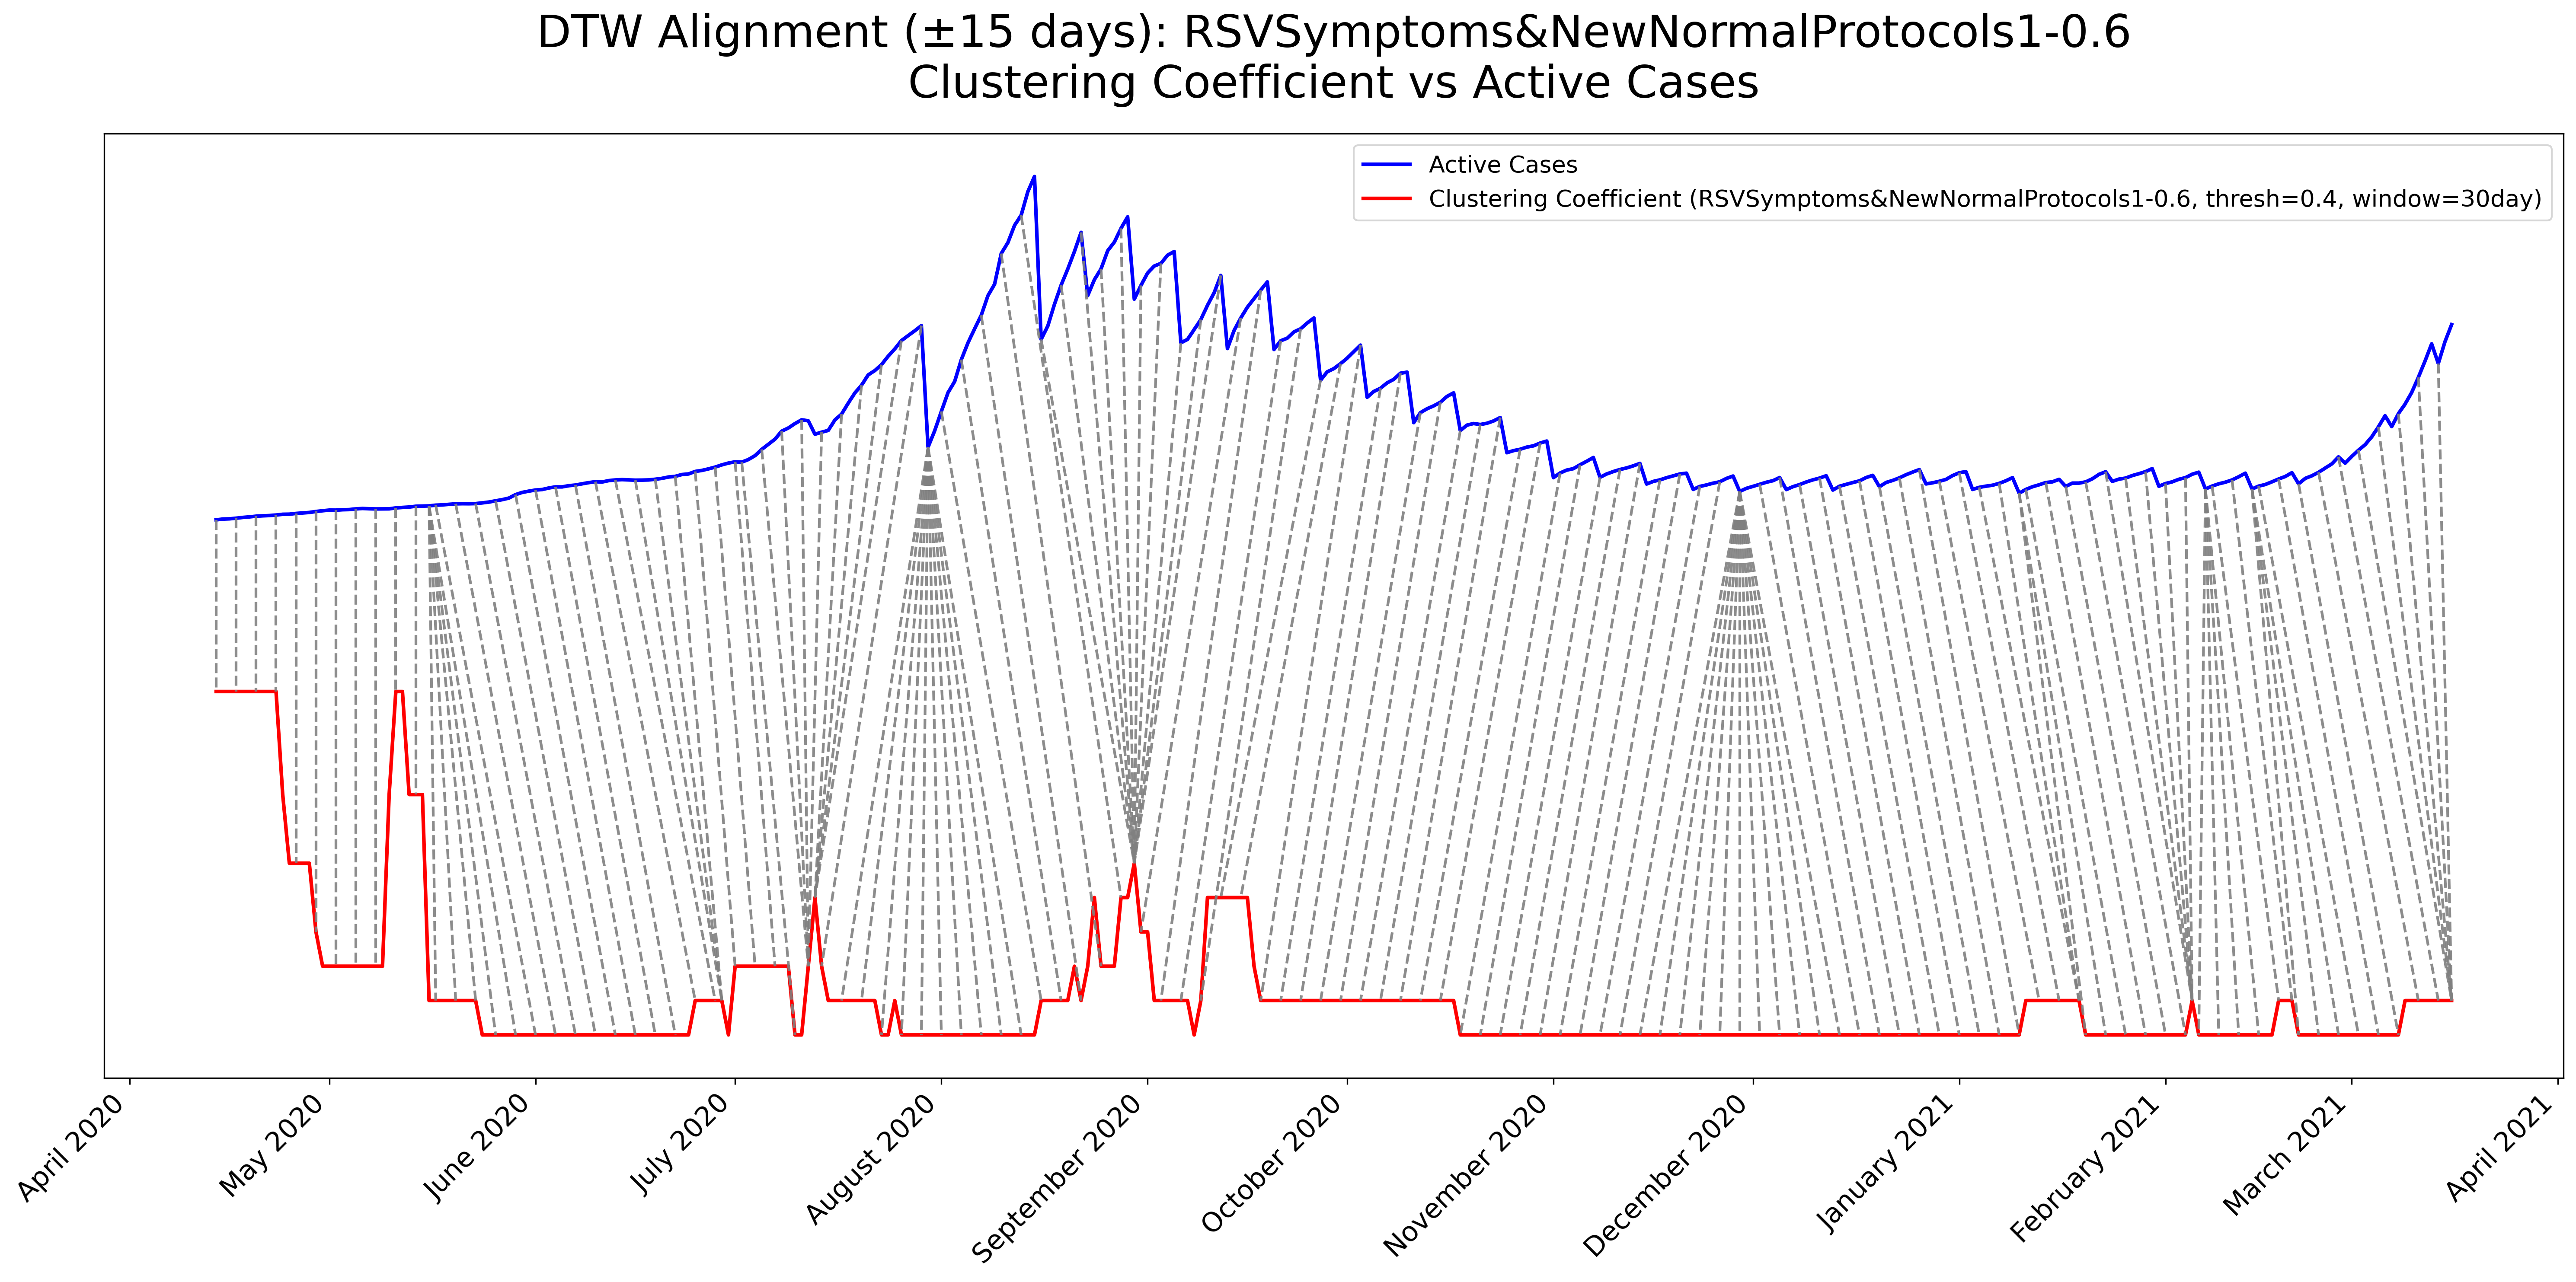 DTW Alignment (±15 days): RSVSymptoms&NewNormalProtocols1-0.6
Clustering Coefficient vs Active Cases
Active Cases
Clustering Coefficient (RSVSymptoms&NewNormalProtocols1-0.6, thresh=0.4, window=30day)
April 2020
May 2020
June 2020
July 2020
August 2020
September 2020
October 2020
November 2020
December 2020
January 2021
February 2021
March 2021
April 2021